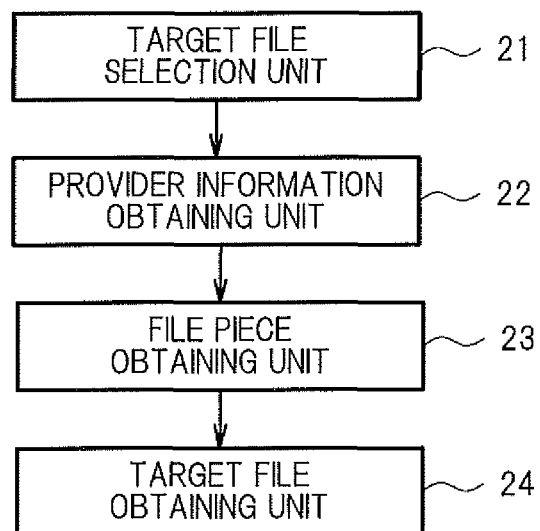 TARGET FILE
SELECTION UNIT
21
PROVIDER INFORMATION
OBTAINING UNIT
22
FILE PIECE
OBTAINING UNIT
23
TARGET FILE
OBTAINING UNIT
24